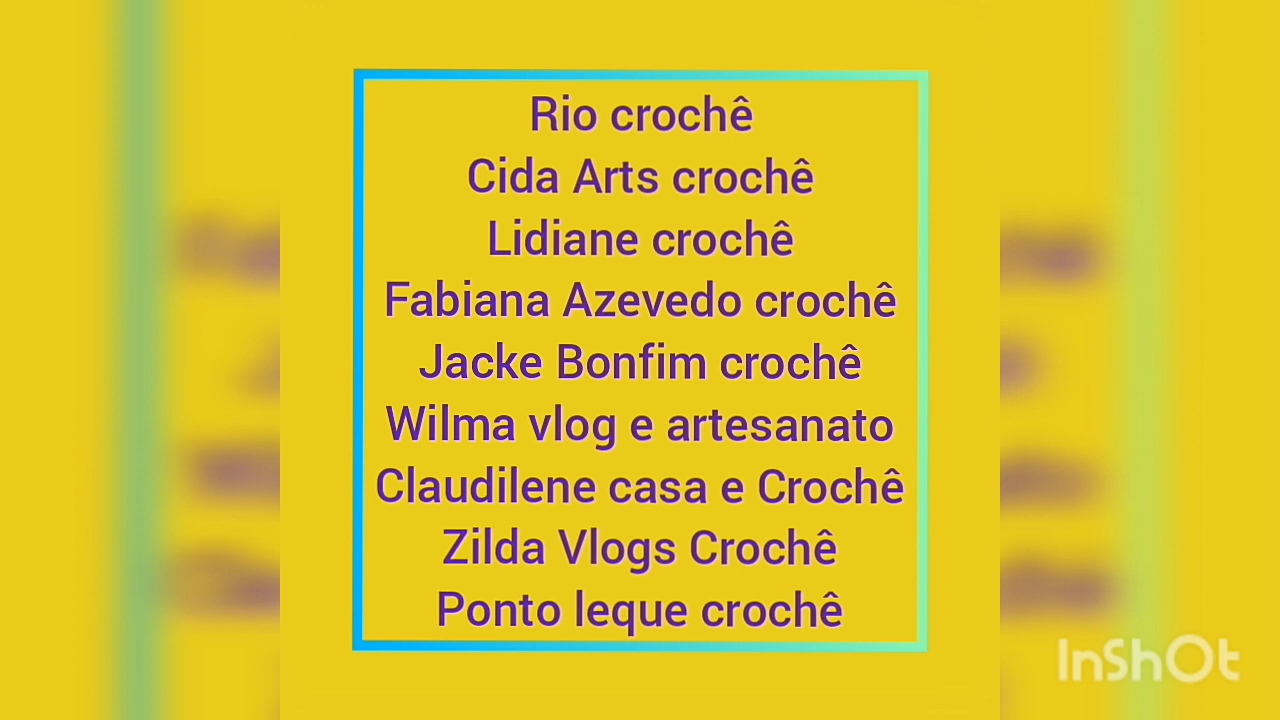 Rio crochê
Cida Arts crochê
Lidiane crochê
Fabiana Azevedo crochê
Jacke Bonfim crochê
Wilma vlog e artesanato
Claudilene casa e Crochê
Zilda Vlogs Crochê
Ponto leque crochê
InShOt